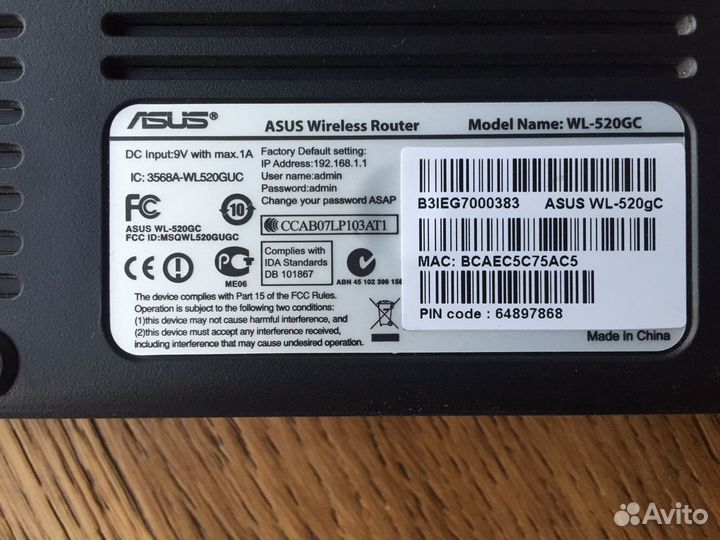 ASUS®
ASUS Wireless Router
Model Name: WL-520GC
DC Input:9V with max.1A
IC: 3568A-WL520GUC
FC
10
ASUS WL-520GC
FCC ID:MSQWL520GUGC
Factory Default setting:
IP Address:192.168.1.1
User name:admin
Password:admin
Change your password ASAP
CCAB07LP103AT1
CE
ME06
Complies with
IDA Standards
DB 101867
ABN 45 102 398 158
The device complies with Part 15 of the FCC Rules.
Operation is subject to the following two conditions:
(1)this device may not cause harmful interference, and
(2)this device must accept any interference received,
including interference that may cause undesired operation.
B3IEG7000383 ASUS WL-520gC
MAC: BCAEC5C75AC5
PIN code : 64897868
Made in China
Avito